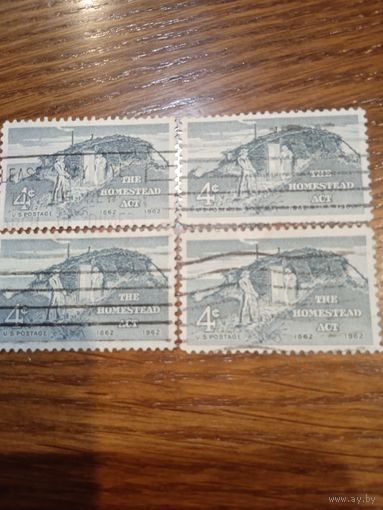 4¢
THE
HOMESTEAD
ACT
U.S. POSTAGE
1862 1962
4¢
THE
HOMESTEAD
ACT
U.S. POSTAGE
1862 1962
4¢
THE
HOMESTEAD
ACT
U.S. POSTAGE
1862 1962
4¢
THE
HOMESTEAD
ACT
U.S. POSTAGE
1862 1962
www.ay.by